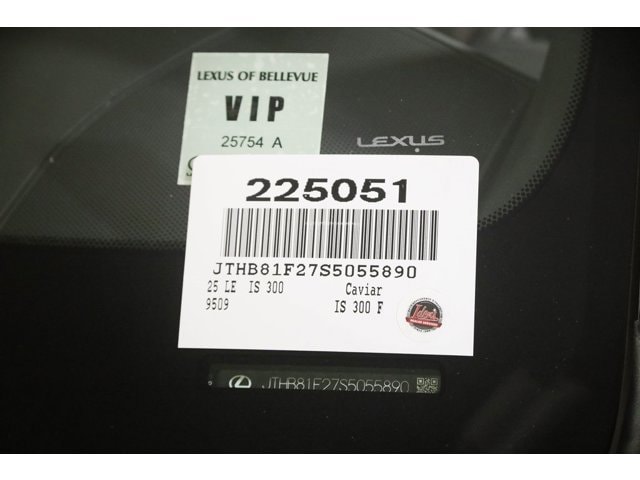 LEXUS OF BELLEVUE
VIP
25754 A
LEXUS
225051
JTHB81F27S5055890
25 LE IS 300 Caviar
9509 IS 300 F
JTHB81F27S5055890